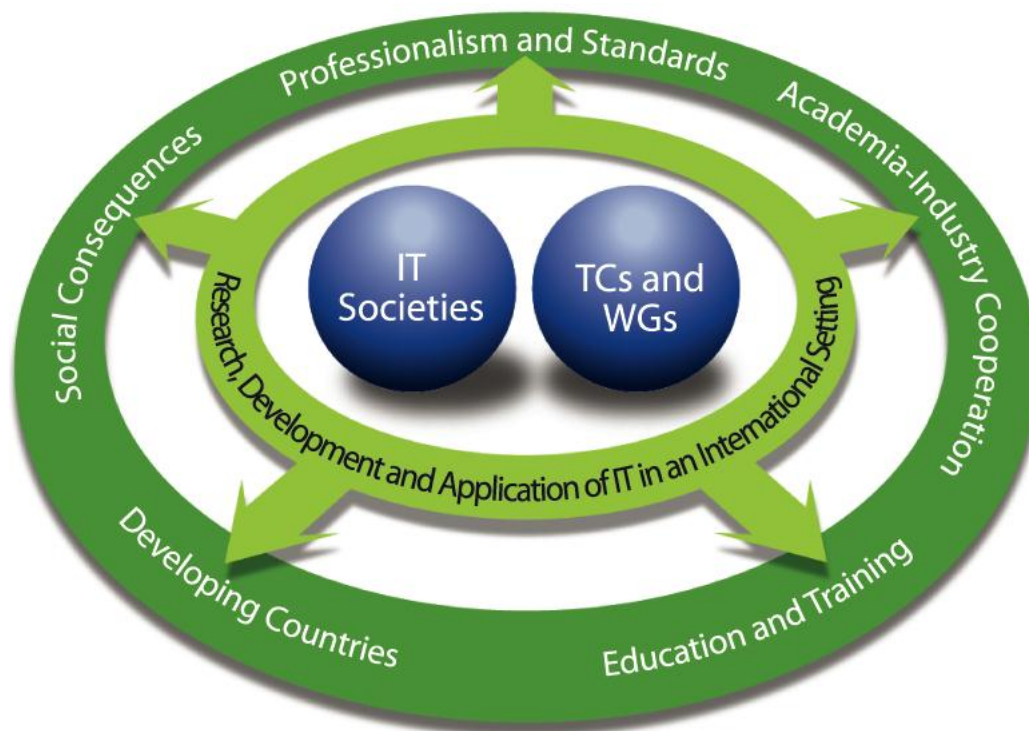 Professionalism and Standards
Academia-Industry Cooperation
Social Consequences
IT
Societies
TCs and
WGs
Research, Development and Application of IT in an International Setting
Developing Countries
Education and Training